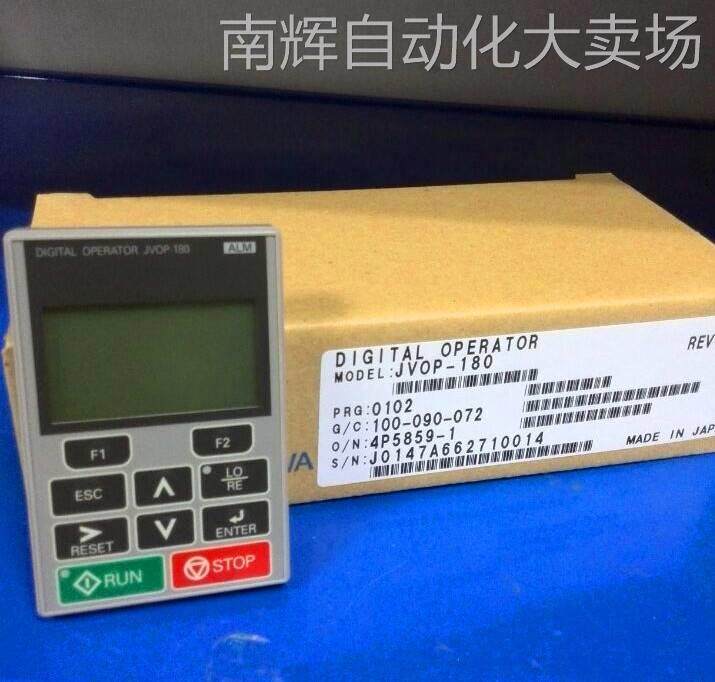 南辉自动化大卖场
DIGITAL OPERATOR JVOP 180
ALM
F1 F2
ESC LO/RE
RESET ENTER
RUN STOP
DIGITAL OPERATOR REV
MODEL:JVOP-180
PRG:0102
G/C:100-090-072
O/N:4P5859-1
S/N:J0147A662710014
MADE IN JAP
WA